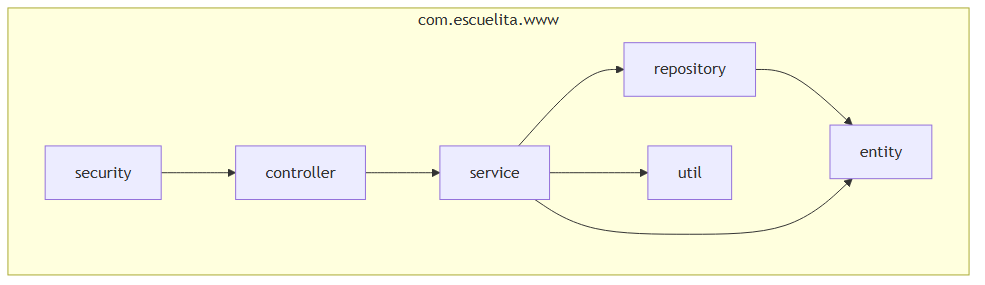 com.escuelita.www
repository
security
controller
service
util
entity